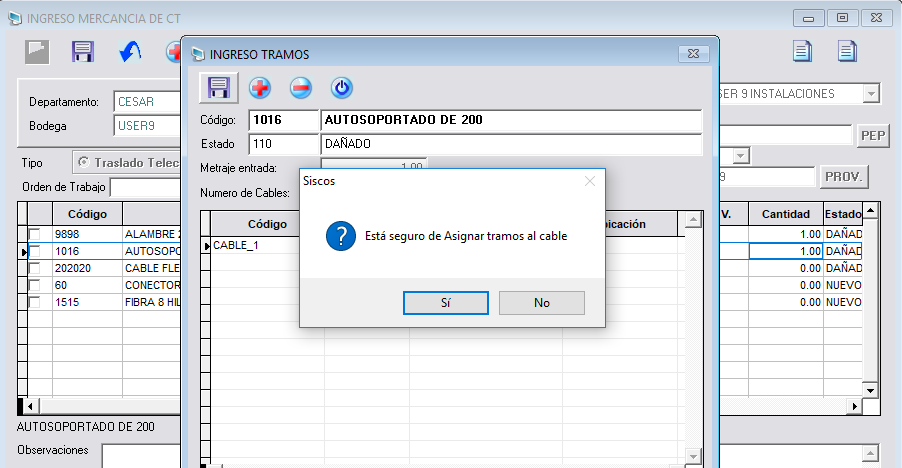 INGRESO MERCANCIA DE CT
INGRESO TRAMOS
Departamento: CESAR
Bodega USER9
SER 9 INSTALACIONES
PEP
Tipo Traslado Telec
9 PROV.
Orden de Trabajo
Código: 1016 AUTOSOPORTADO DE 200
Estado 110 DAÑADO
Metraje entrada: 1.00
Numero de Cables:
Código bicación
CABLE_1
Siscos
Está seguro de Asignar tramos al cable
Sí No
Código V. Cantidad Estado
9898 ALAMBRE 2 1.00 DAÑAD
1016 AUTOSOPO 1.00 DAÑAD
202020 CABLE FLE 0.00 DAÑAD
60 CONECTOR 0.00 NUEVO
1515 FIBRA 8 HIL 0.00 NUEVO
AUTOSOPORTADO DE 200
Observaciones